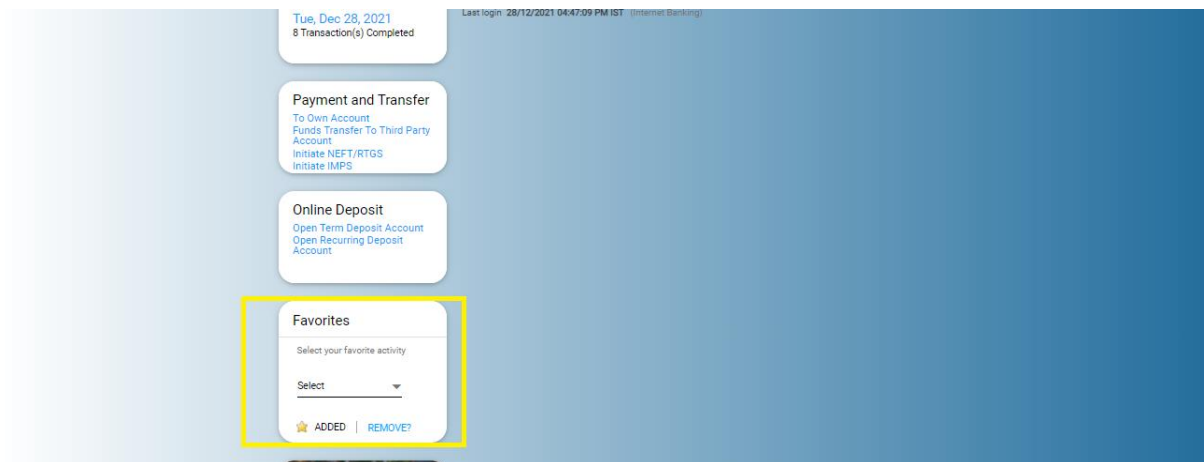 Tue, Dec 28, 2021
8 Transaction(s) Completed
Last login 28/12/2021 04:47:09 PM IST (Internet Banking)
Payment and Transfer
To Own Account
Funds Transfer To Third Party
Account
Initiate NEFT/RTGS
Initiate IMPS
Online Deposit
Open Term Deposit Account
Open Recurring Deposit
Account
Favorites
Select your favorite activity
Select
ADDED | REMOVE?